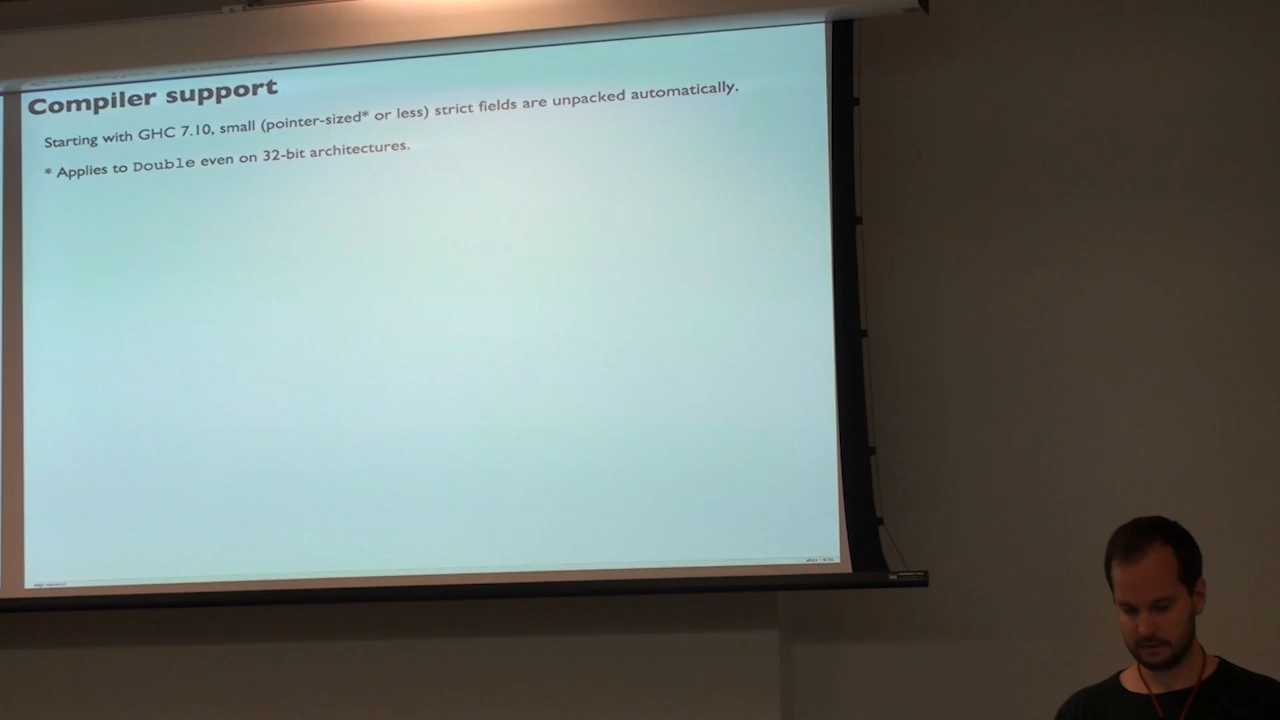 Compiler support
Starting with GHC 7.10, small (pointer-sized* or less) strict fields are unpacked automatically.
* Applies to Double even on 32-bit architectures.